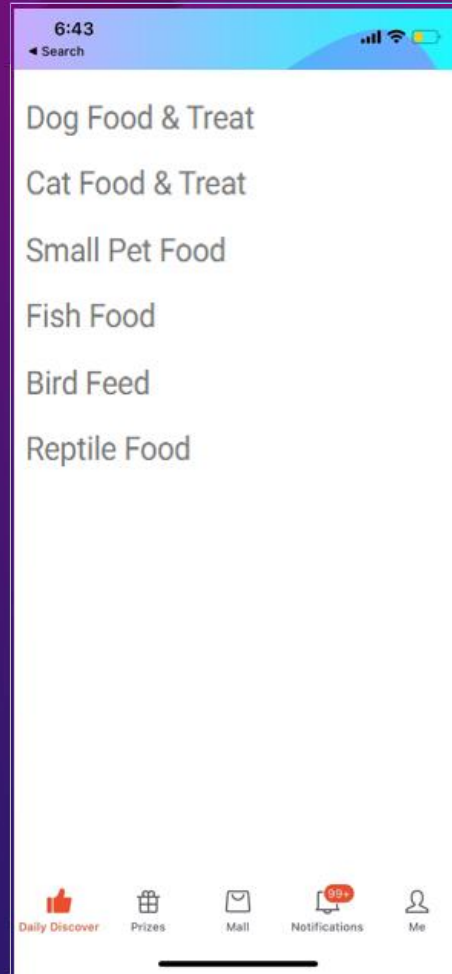 6:43
◄ Search
Dog Food & Treat
Cat Food & Treat
Small Pet Food
Fish Food
Bird Feed
Reptile Food
99+
Daily Discover Prizes Mall Notifications Me